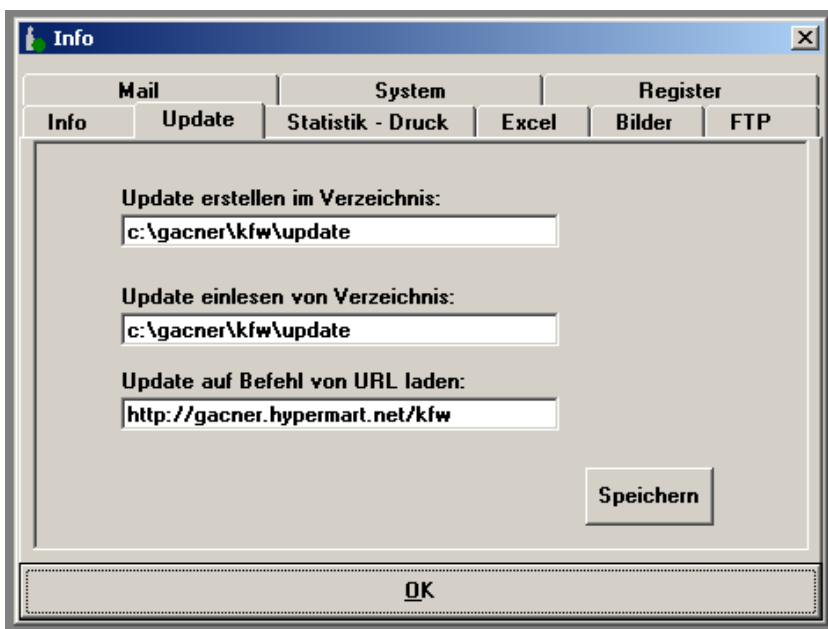 Info
Mail System Register
Info Update Statistik - Druck Excel Bilder FTP
Update erstellen im Verzeichnis:
c:\gacner\kfw\update
Update einlesen von Verzeichnis:
c:\gacner\kfw\update
Update auf Befehl von URL laden:
http://gacner.hypermart.net/kfw
Speichern
OK